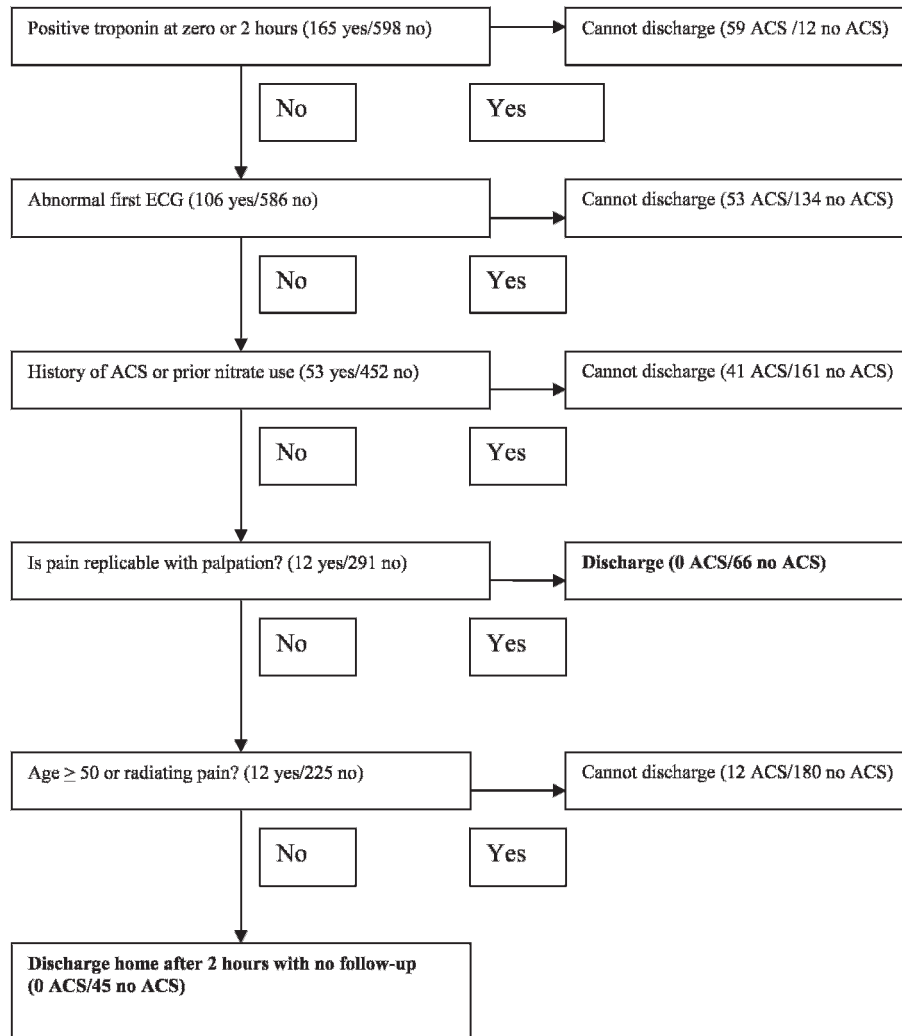 Positive troponin at zero or 2 hours (165 yes/598 no)
Cannot discharge (59 ACS /12 no ACS)
No
Yes
Abnormal first ECG (106 yes/586 no)
Cannot discharge (53 ACS/134 no ACS)
No
Yes
History of ACS or prior nitrate use (53 yes/452 no)
Cannot discharge (41 ACS/161 no ACS)
No
Yes
Is pain replicable with palpation? (12 yes/291 no)
Discharge (0 ACS/66 no ACS)
No
Yes
Age ≥ 50 or radiating pain? (12 yes/225 no)
Cannot discharge (12 ACS/180 no ACS)
No
Yes
Discharge home after 2 hours with no follow-up
(0 ACS/45 no ACS)